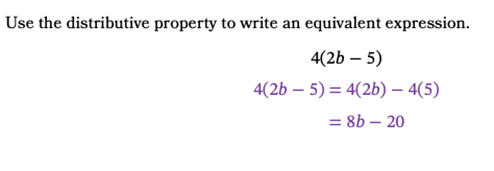 Use the distributive property to write an equivalent expression.
4(2b – 5)
4(2b – 5) = 4(2b) – 4(5)
= 8b – 20